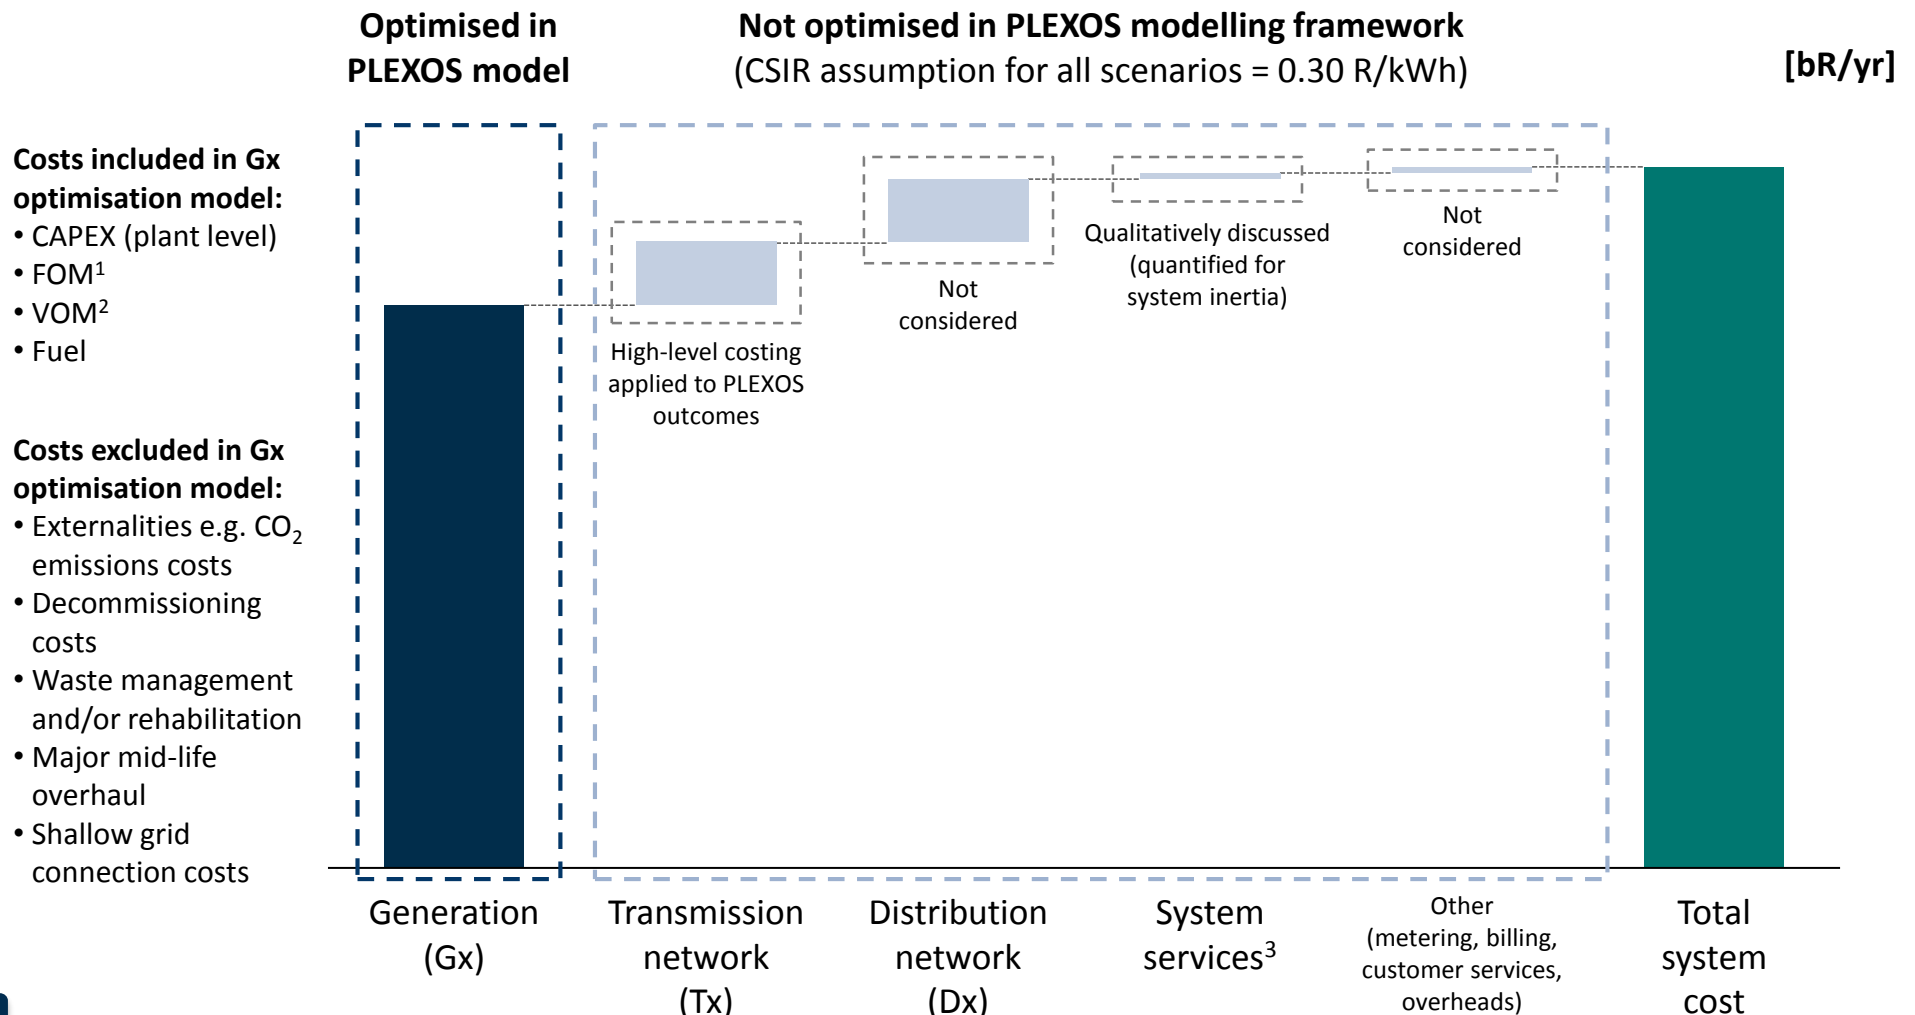 Optimised in
PLEXOS model
Not optimised in PLEXOS modelling framework
(CSIR assumption for all scenarios = 0.30 R/kWh)
[bR/yr]
Costs included in Gx
optimisation model:
• CAPEX (plant level)
• FOM¹
• VOM²
• Fuel
Costs excluded in Gx
optimisation model:
• Externalities e.g. CO₂
emissions costs
• Decommissioning
costs
• Waste management
and/or rehabilitation
• Major mid-life
overhaul
• Shallow grid
connection costs
High-level costing
applied to PLEXOS
outcomes
Not
considered
Qualitatively discussed
(quantified for
system inertia)
Not
considered
Generation
(Gx)
Transmission
network
(Tx)
Distribution
network
(Dx)
System
services³
Other
(metering, billing,
customer services,
overheads)
Total
system
cost